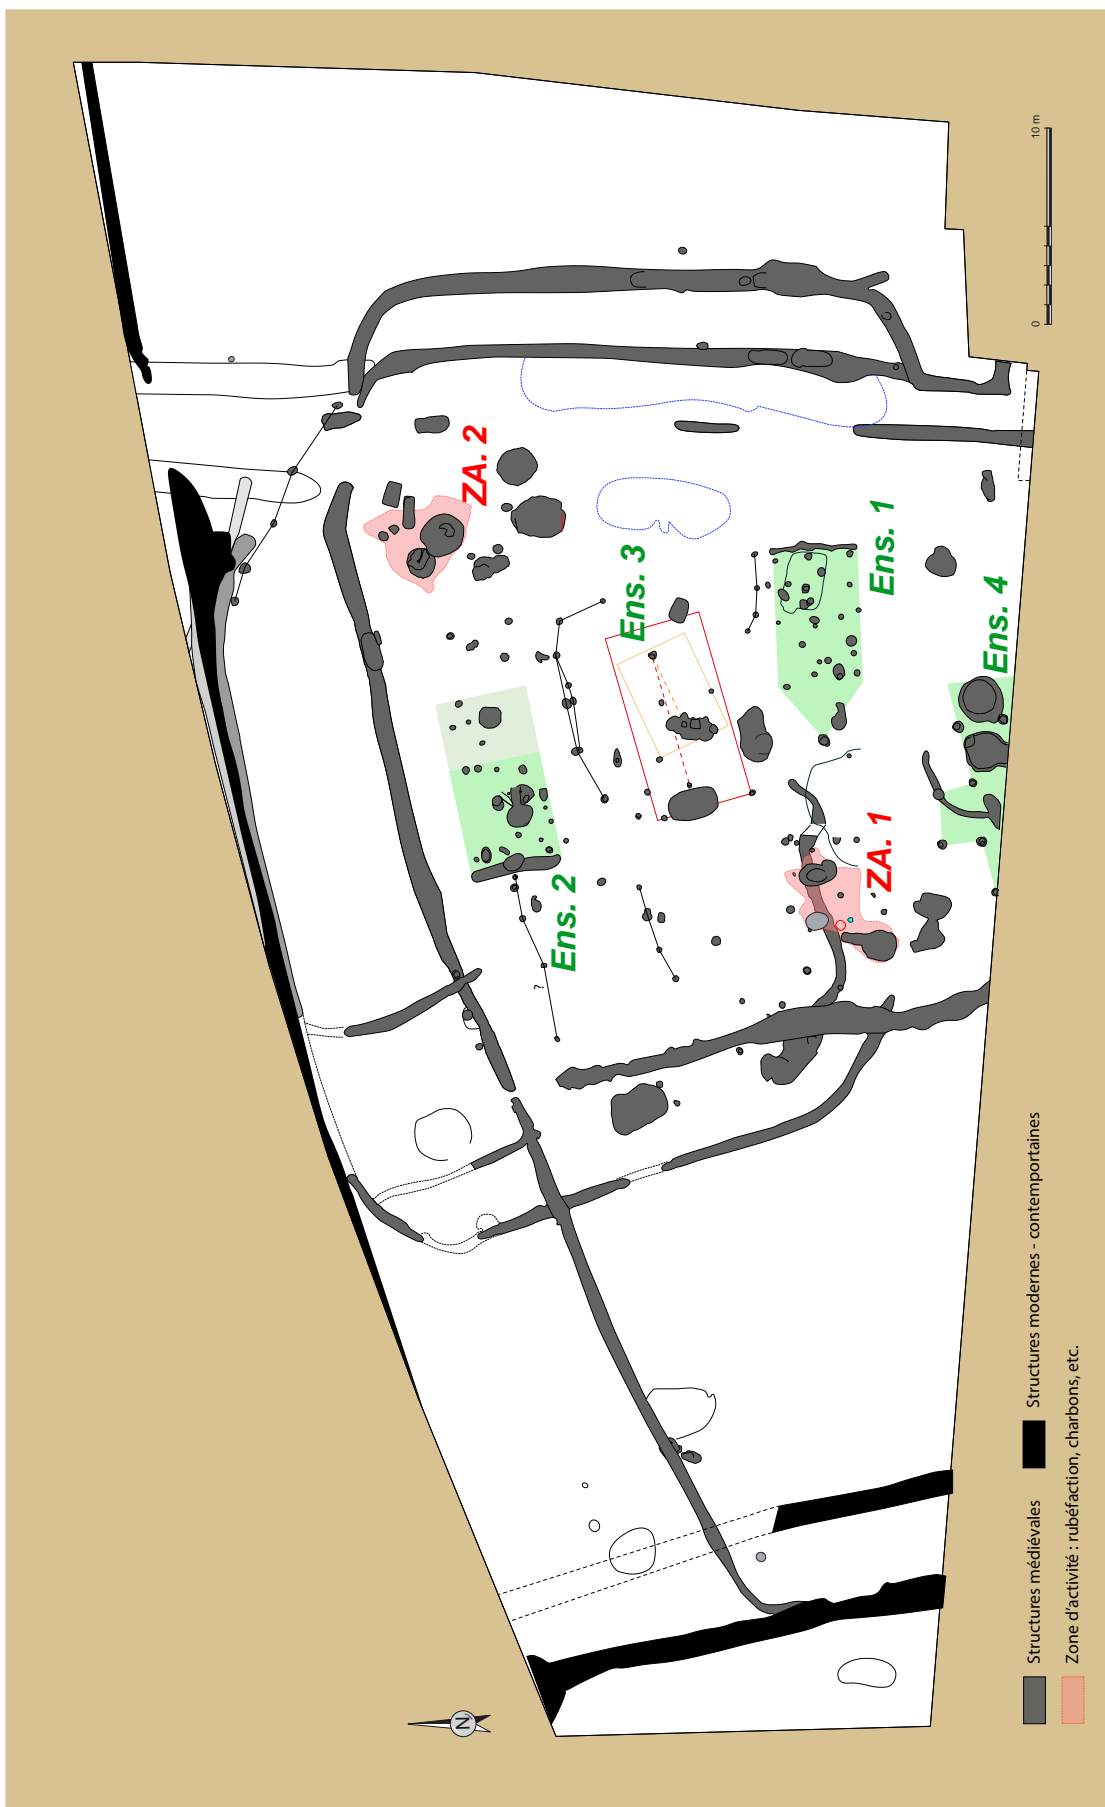 ZA. 2
Ens. 3
Ens. 1
Ens. 4
Ens. 2
ZA. 1
?
0
10 m
N
Structures médiévales
Structures modernes - contemportaines
Zone d'activité : rubéfaction, charbons, etc.